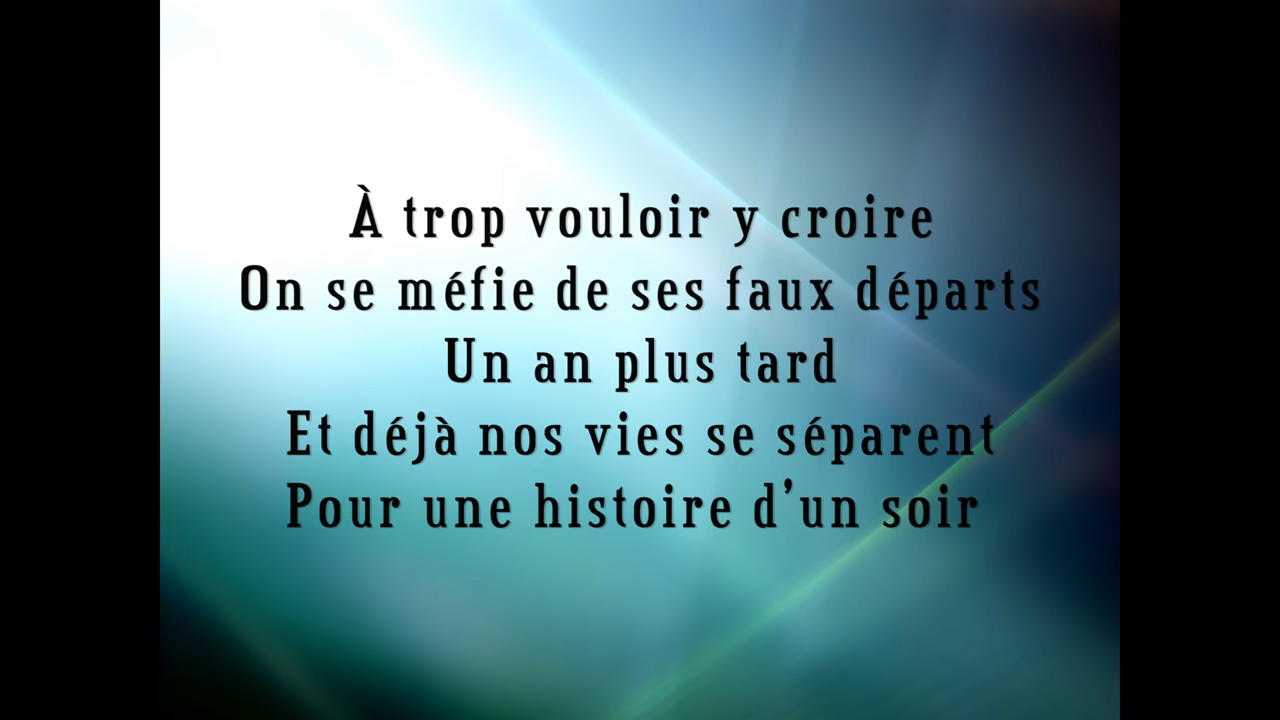 À trop vouloir y croire
On se méfie de ses faux départs
Un an plus tard
Et déjà nos vies se séparent
Pour une histoire d’un soir